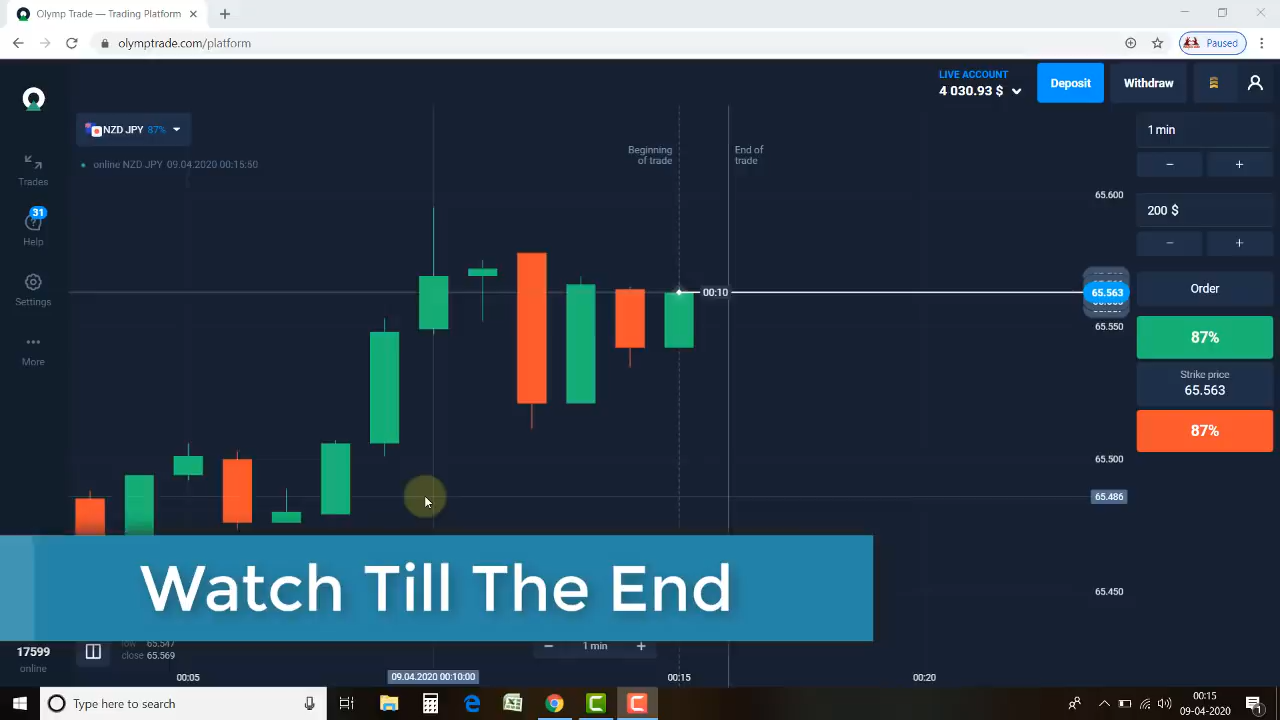 Olymp Trade — Trading Platform
olymptrade.com/platform
Paused
LIVE ACCOUNT
4 030.93 $
Deposit
Withdraw
NZD JPY 87%
online NZD JPY 09.04.2020 00:15:50
Beginning
of trade
End of
trade
Trades
31
Help
Settings
More
1 min
−
+
200 $
−
+
Order
87%
Strike price
65.563
87%
65.600
65.563
65.550
65.500
65.486
65.450
00:10
Watch Till The End
close 65.569
17599
online
− 1 min +
00:05
09.04.2020 00:10:00
00:15
00:20
Type here to search
00:15
09-04-2020
1